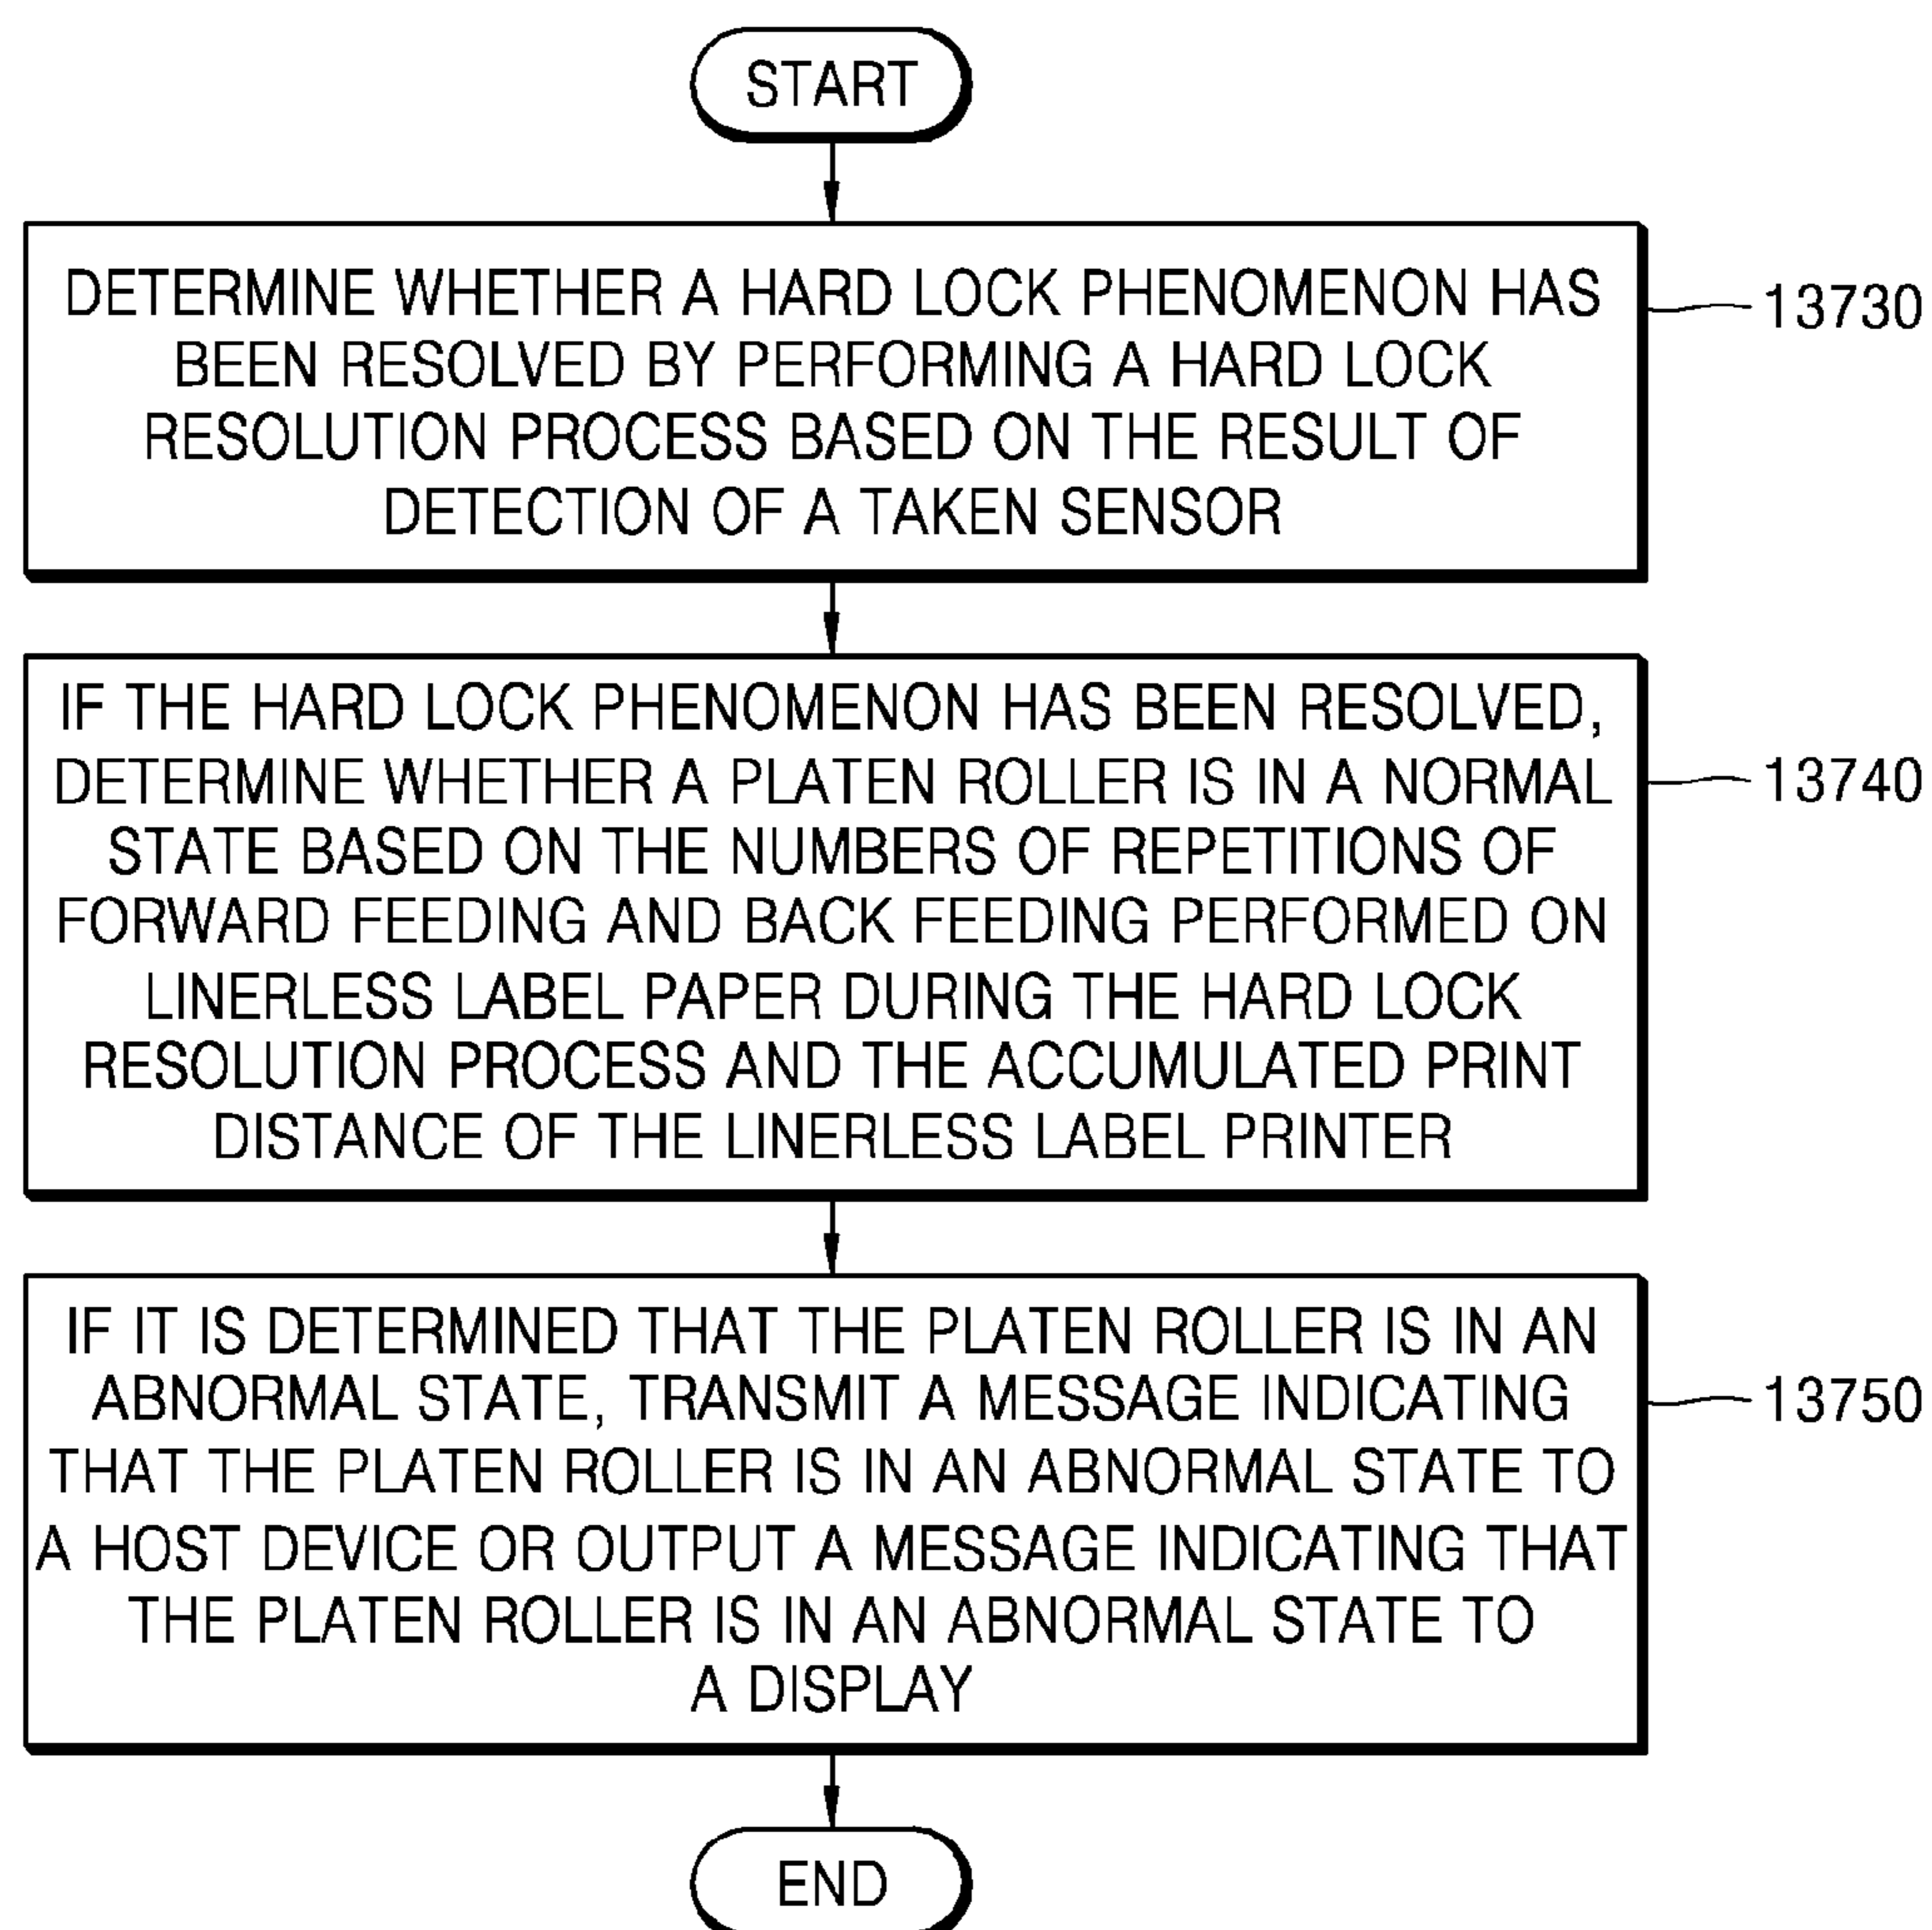 START
DETERMINE WHETHER A HARD LOCK PHENOMENON HAS
BEEN RESOLVED BY PERFORMING A HARD LOCK
RESOLUTION PROCESS BASED ON THE RESULT OF
DETECTION OF A TAKEN SENSOR
13730
IF THE HARD LOCK PHENOMENON HAS BEEN RESOLVED,
DETERMINE WHETHER A PLATEN ROLLER IS IN A NORMAL
STATE BASED ON THE NUMBERS OF REPETITIONS OF
FORWARD FEEDING AND BACK FEEDING PERFORMED ON
LINERLESS LABEL PAPER DURING THE HARD LOCK
RESOLUTION PROCESS AND THE ACCUMULATED PRINT
DISTANCE OF THE LINERLESS LABEL PRINTER
13740
IF IT IS DETERMINED THAT THE PLATEN ROLLER IS IN AN
ABNORMAL STATE, TRANSMIT A MESSAGE INDICATING
THAT THE PLATEN ROLLER IS IN AN ABNORMAL STATE TO
A HOST DEVICE OR OUTPUT A MESSAGE INDICATING THAT
THE PLATEN ROLLER IS IN AN ABNORMAL STATE TO
A DISPLAY
13750
END